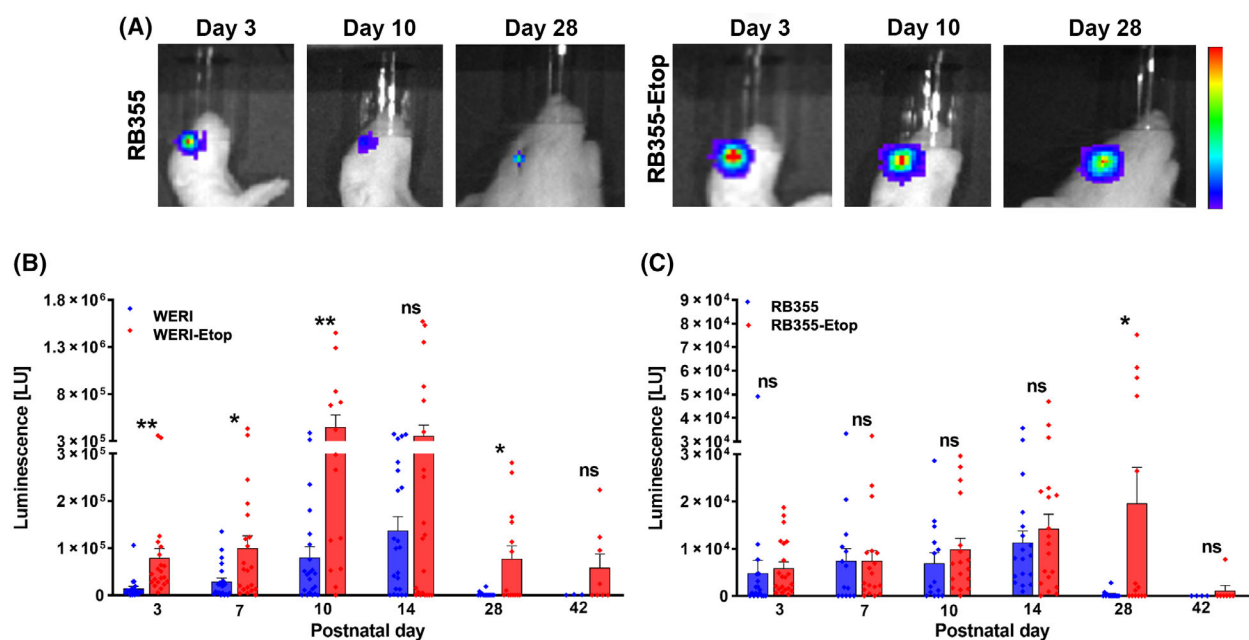 (A)
Day 3 Day 10 Day 28 Day 3 Day 10 Day 28
RB355
RB355-Etop
(B)
Luminescence [LU]
1.8 × 10⁶
1.3 × 10⁶
8 × 10⁵
3 × 10⁵
3 × 10⁵
2 × 10⁵
1 × 10⁵
0
WERI
WERI-Etop
** * ** ns * ns
3 7 10 14 28 42
Postnatal day
(C)
Luminescence [LU]
9 × 10⁴
8 × 10⁴
7 × 10⁴
6 × 10⁴
5 × 10⁴
4 × 10⁴
3 × 10⁴
3 × 10⁴
2 × 10⁴
1 × 10⁴
0
RB355
RB355-Etop
ns ns ns ns * ns
3 7 10 14 28 42
Postnatal day